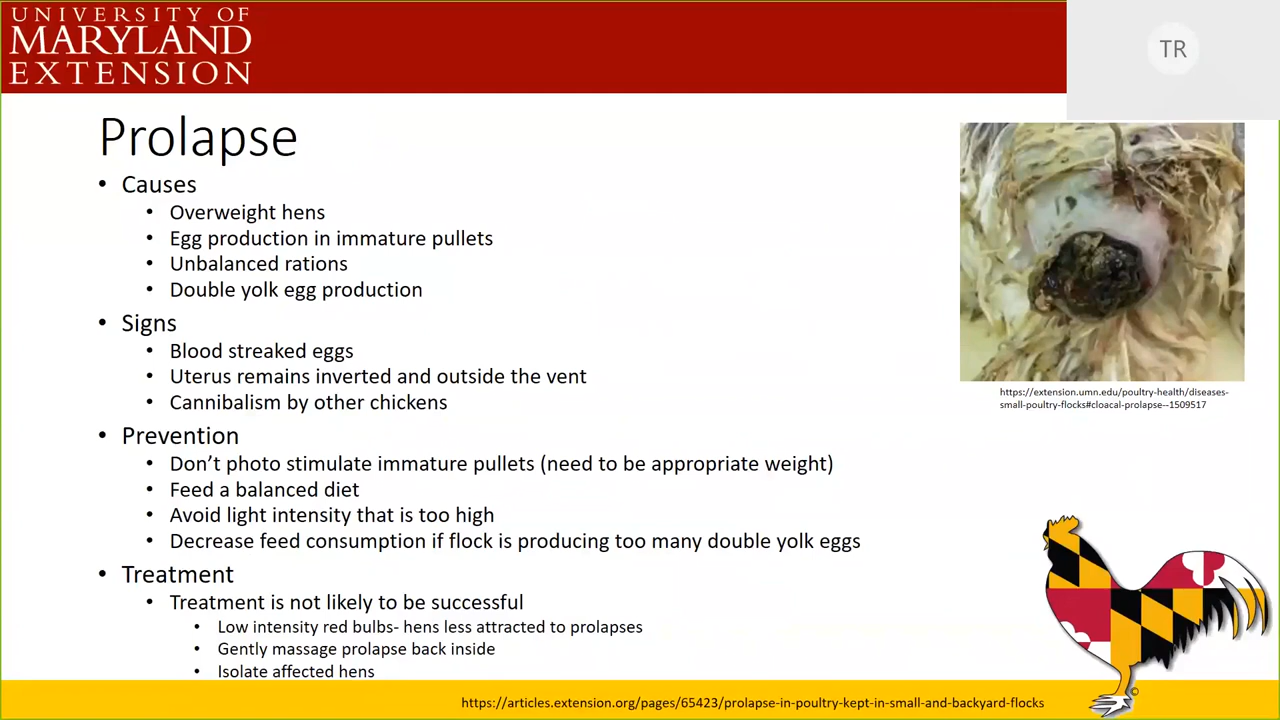 UNIVERSITY OF
MARYLAND
EXTENSION
TR
Prolapse
• Causes
• Overweight hens
• Egg production in immature pullets
• Unbalanced rations
• Double yolk egg production
• Signs
• Blood streaked eggs
• Uterus remains inverted and outside the vent
• Cannibalism by other chickens
• Prevention
• Don’t photo stimulate immature pullets (need to be appropriate weight)
• Feed a balanced diet
• Avoid light intensity that is too high
• Decrease feed consumption if flock is producing too many double yolk eggs
• Treatment
• Treatment is not likely to be successful
• Low intensity red bulbs- hens less attracted to prolapses
• Gently massage prolapse back inside
• Isolate affected hens
https://extension.umn.edu/poultry-health/diseases-
small-poultry-flocks#cloacal-prolapse--1509517
https://articles.extension.org/pages/65423/prolapse-in-poultry-kept-in-small-and-backyard-flocks
©